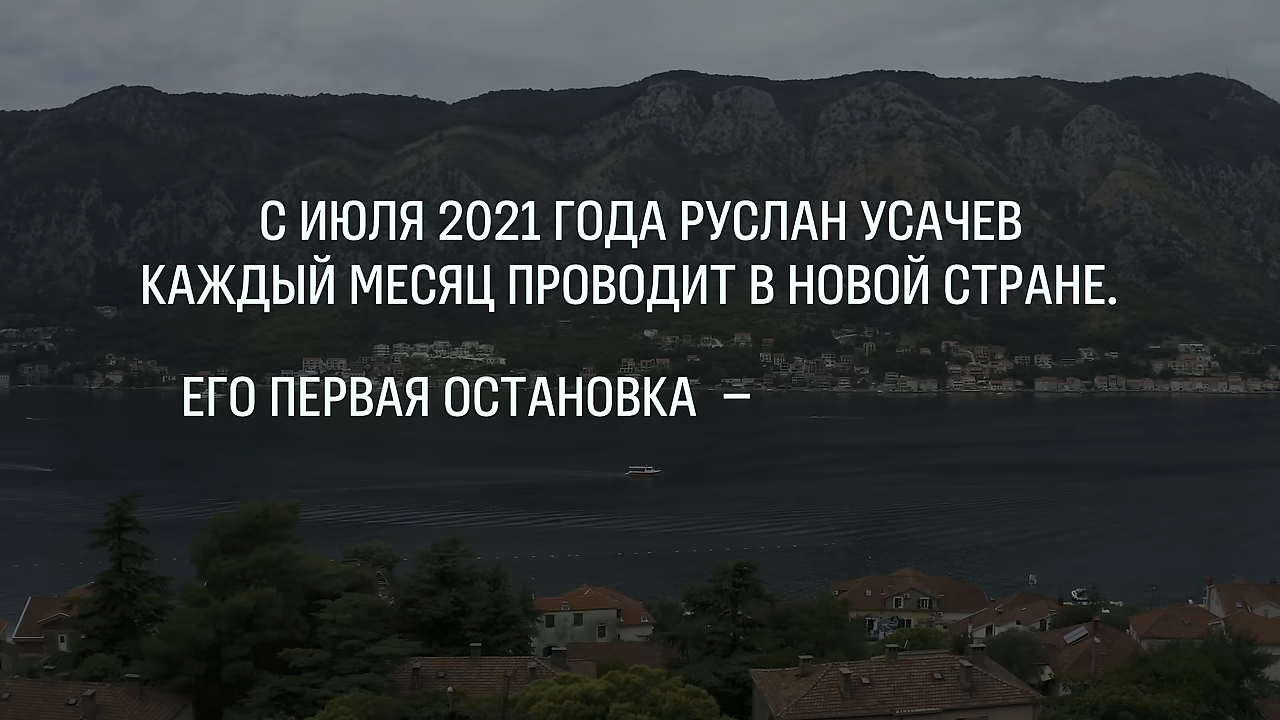 С ИЮЛЯ 2021 ГОДА РУСЛАН УСАЧЕВ
КАЖДЫЙ МЕСЯЦ ПРОВОДИТ В НОВОЙ СТРАНЕ.
ЕГО ПЕРВАЯ ОСТАНОВКА –